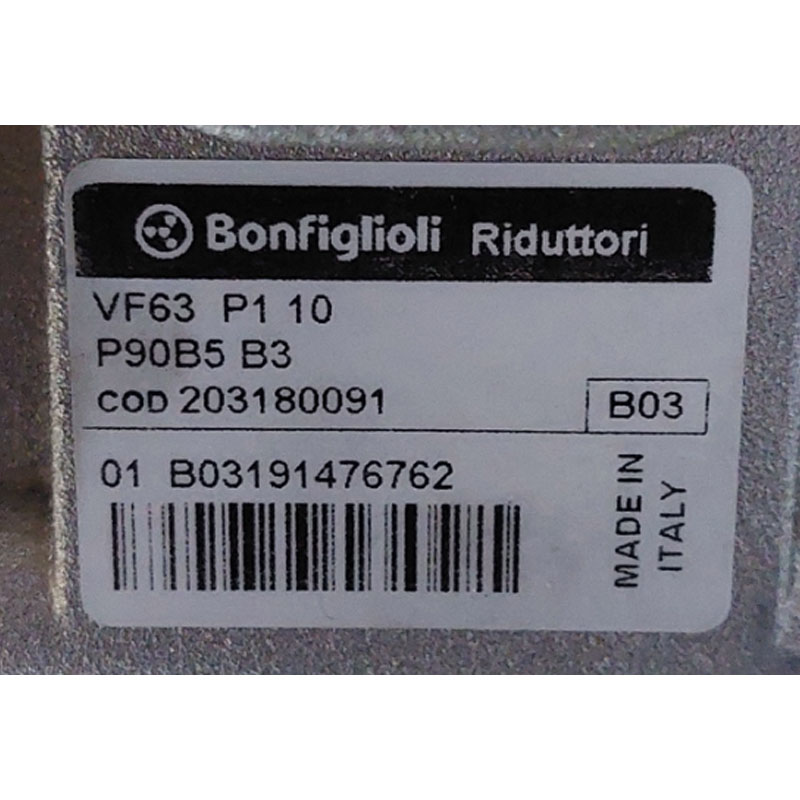 Bonfiglioli Riduttori
VF63 P1 10
P90B5 B3
COD 203180091
B03
01 B03191476762
MADE IN
ITALY